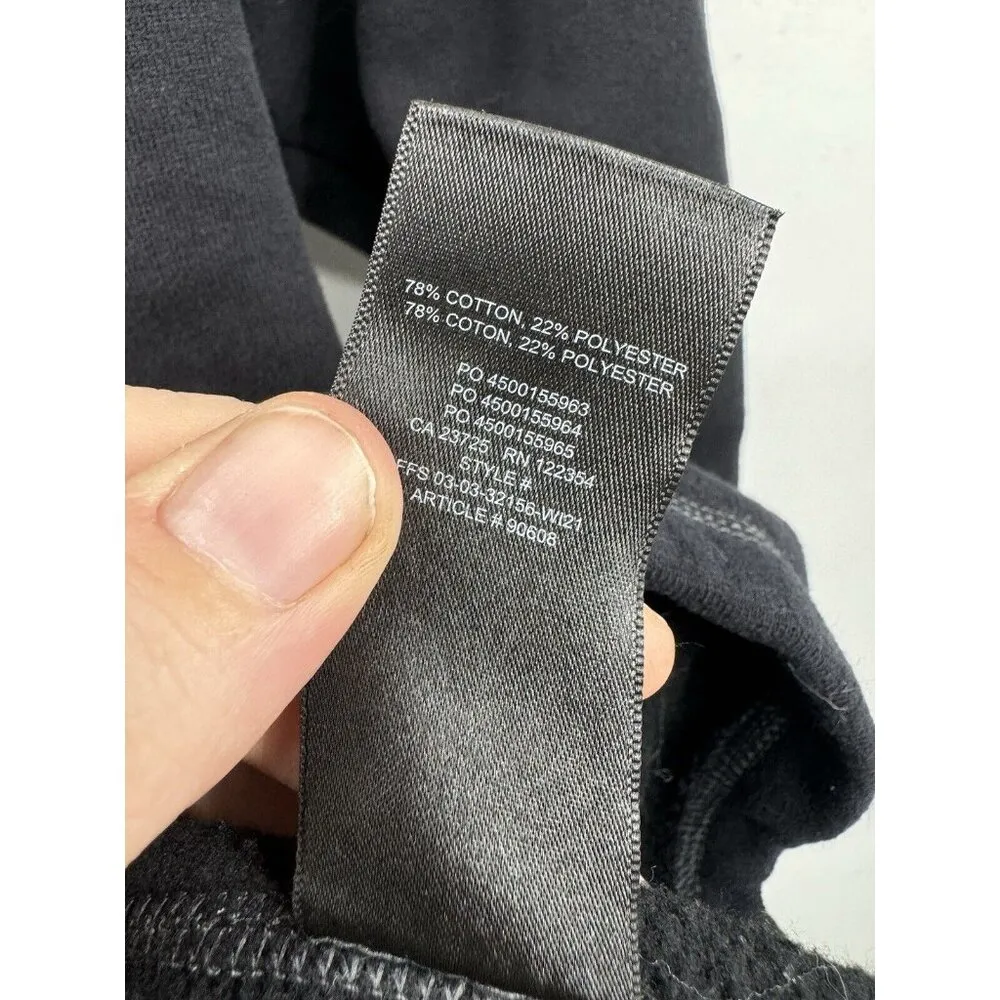 78% COTTON, 22% POLYESTER
78% COTON, 22% POLYESTER
PO 4500155963
PO 4500155964
PO 4500155965
CA 23725 RN 122354
STYLE #
FFS 03-03-32156-WI21
ARTICLE # 90608